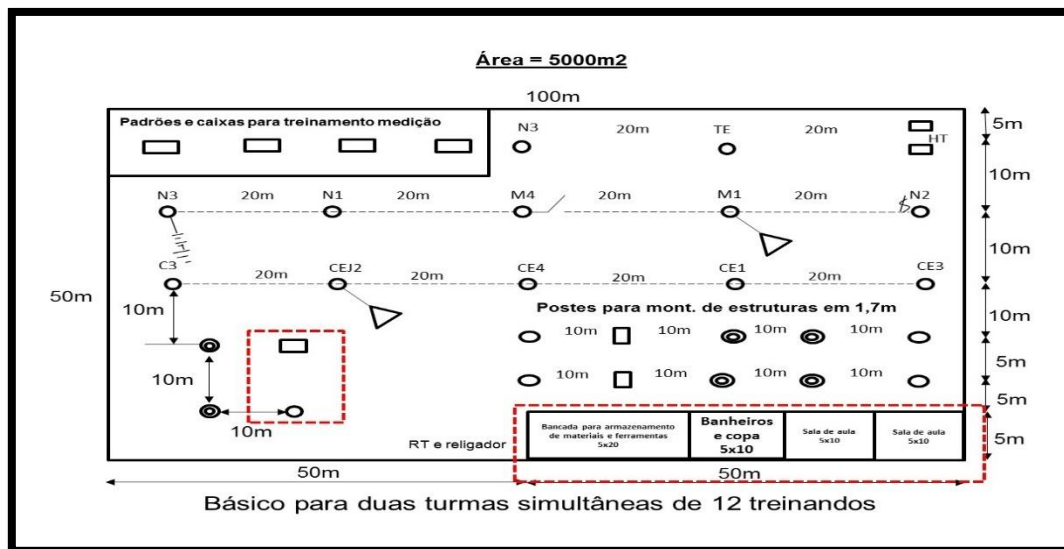 Área = 5000m2
100m
Padrões e caixas para treinamento medição
N3 20m TE 20m
HT
5m
10m
N3 20m N1 20m M4 20m M1 20m N2
10m
C3 20m CEJ2 20m CE4 20m CE1 20m CE3
50m
10m
Postes para mont. de estruturas em 1,7m
10m
10m 10m 10m 10m
5m
10m
10m 10m 10m 10m
5m
10m
RT e religador
Bancada para armazenamento
de materiais e ferramentas
5x20
Banheiros
e copa
5x10
Sala de aula
5x10
Sala de aula
5x10
5m
50m 50m
Básico para duas turmas simultâneas de 12 treinandos